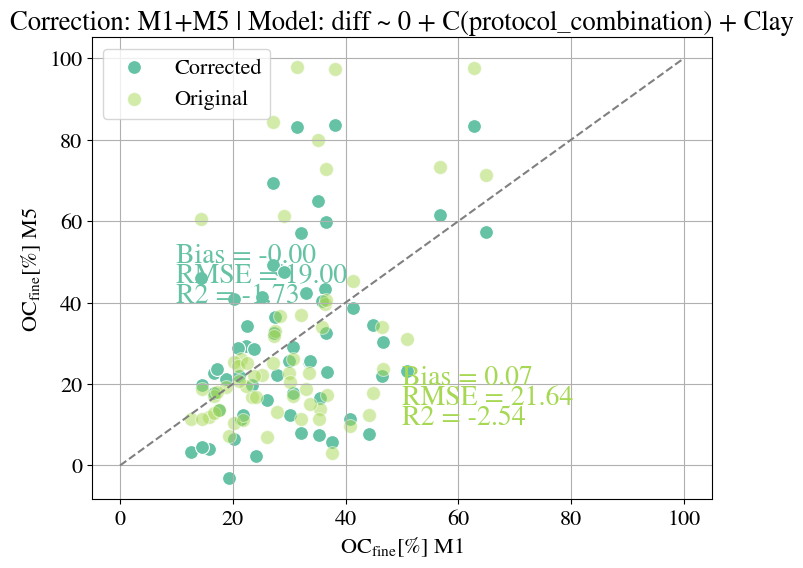 Correction: M1+M5 | Model: diff ~ 0 + C(protocol_combination) + Clay
Corrected
Original
100
80
60
40
20
0
OC_fine[%] M5
Bias = -0.00
RMSE = 19.00
R2 = -1.73
Bias = 0.07
RMSE = 21.64
R2 = -2.54
0 20 40 60 80 100
OC_fine[%] M1